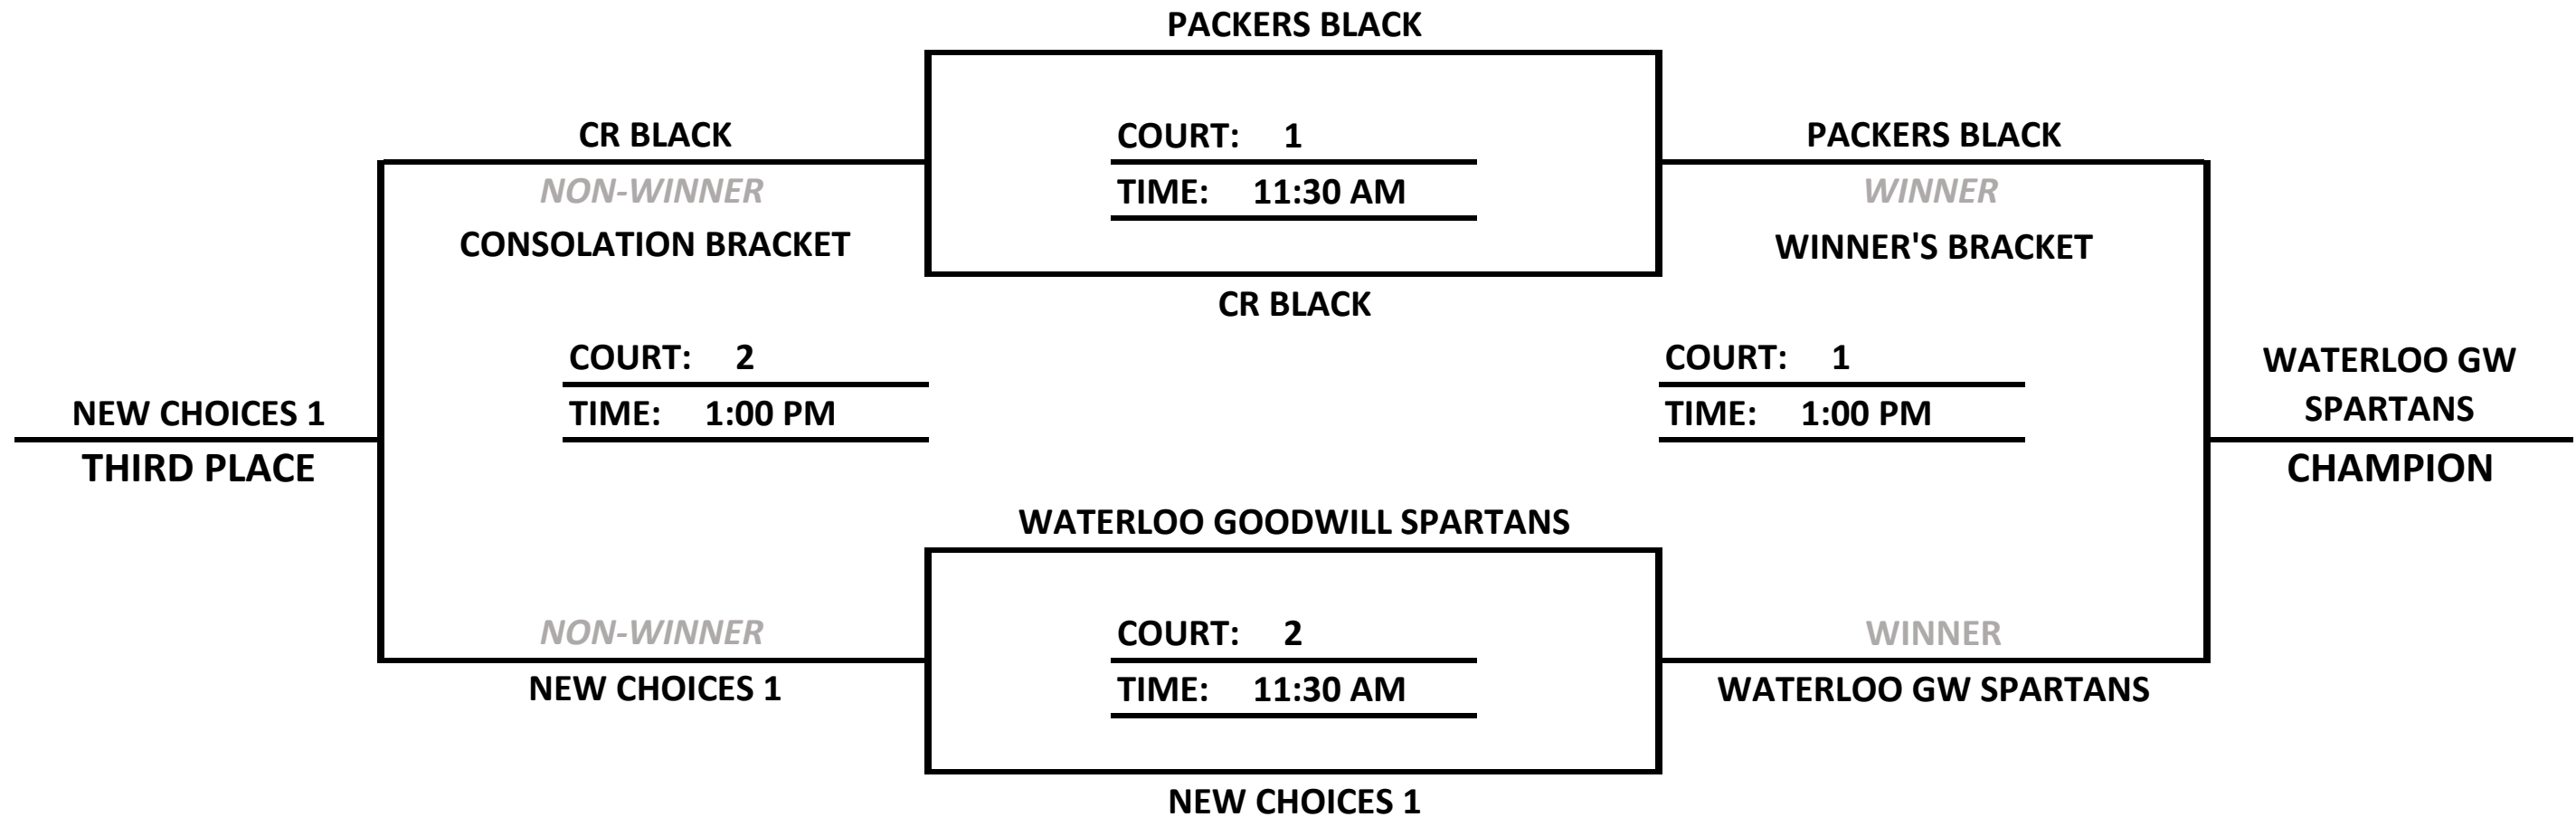 PACKERS BLACK
CR BLACK
COURT: 1
PACKERS BLACK
NON-WINNER
TIME: 11:30 AM
WINNER
CONSOLATION BRACKET
WINNER'S BRACKET
CR BLACK
COURT: 2
COURT: 1
WATERLOO GW
SPARTANS
NEW CHOICES 1
TIME: 1:00 PM
TIME: 1:00 PM
THIRD PLACE
CHAMPION
WATERLOO GOODWILL SPARTANS
NON-WINNER
COURT: 2
WINNER
NEW CHOICES 1
TIME: 11:30 AM
WATERLOO GW SPARTANS
NEW CHOICES 1